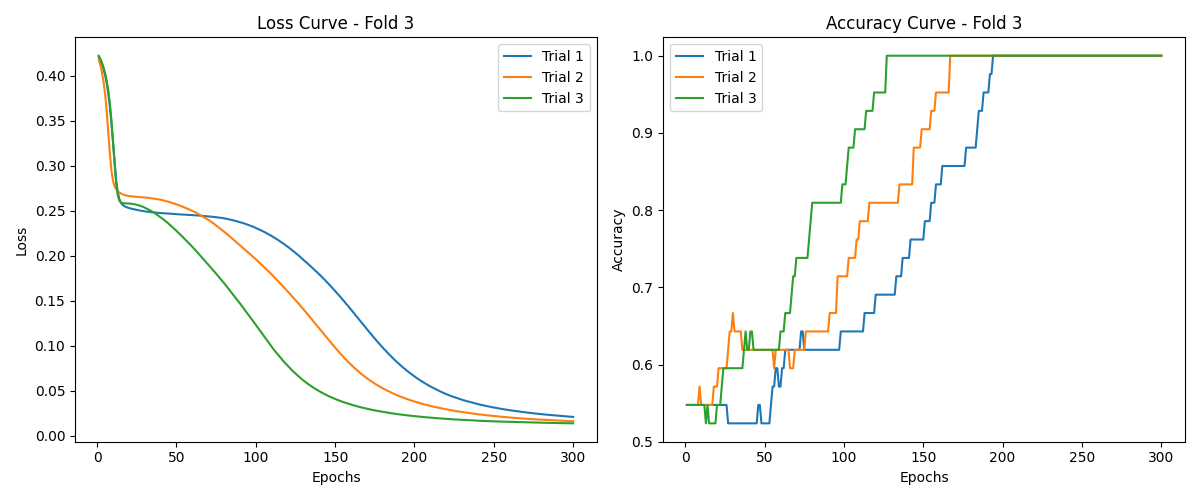 Loss Curve - Fold 3
Loss
0.40
0.35
0.30
0.25
0.20
0.15
0.10
0.05
0.00
Trial 1
Trial 2
Trial 3
0
50
100
150
200
250
300
Epochs
Accuracy Curve - Fold 3
Accuracy
1.0
0.9
0.8
0.7
0.6
0.5
Trial 1
Trial 2
Trial 3
0
50
100
150
200
250
300
Epochs